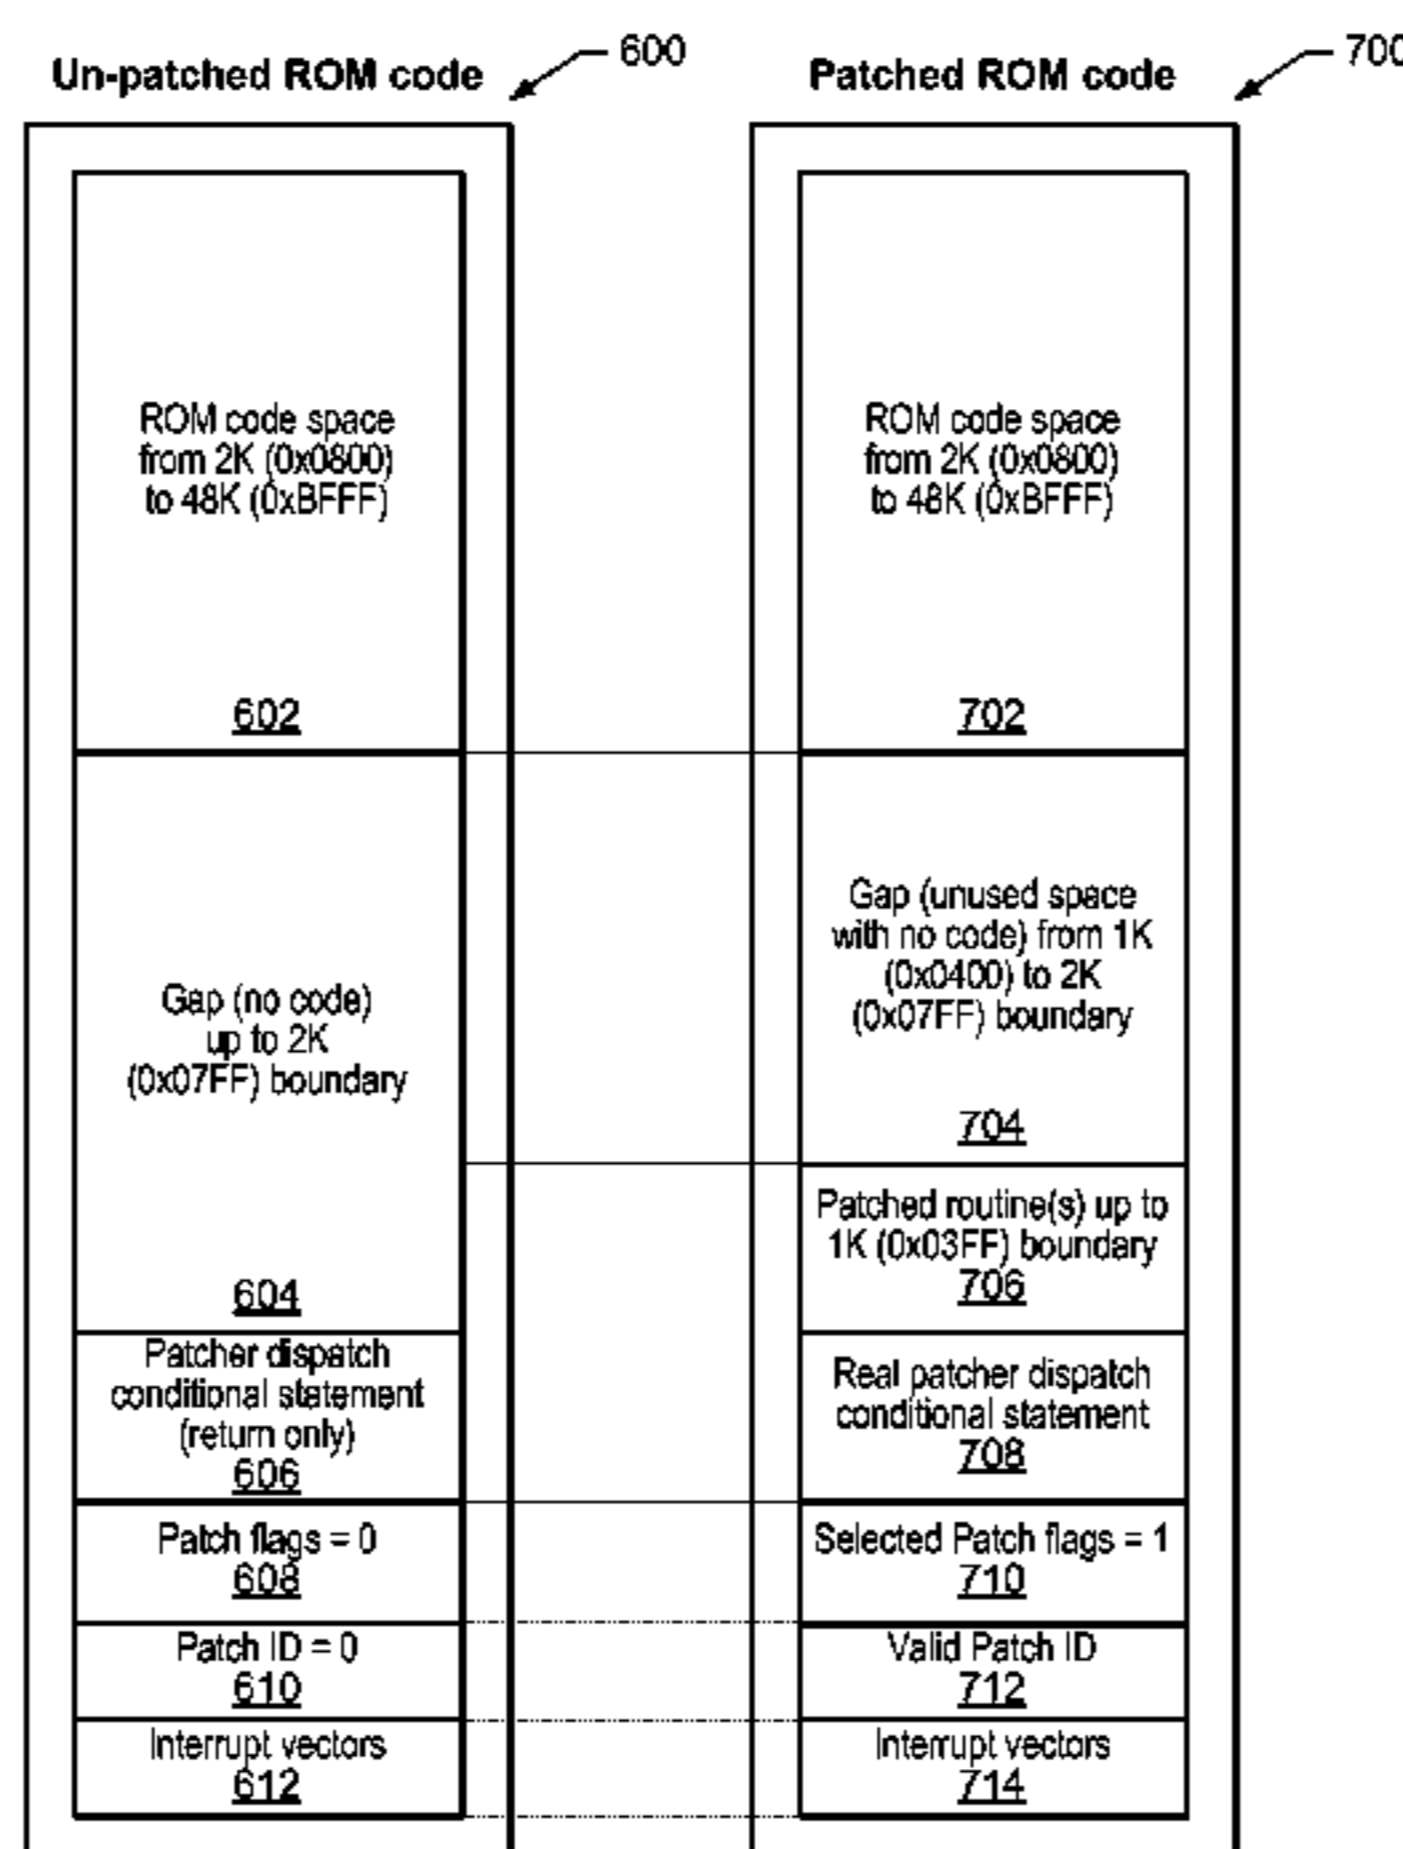 Un-patched ROM code
600
ROM code space
from 2K (0x0800)
to 48K (0xBFFF)
602
Gap (no code)
up to 2K
(0x07FF) boundary
604
Patcher dispatch
conditional statement
(return only)
606
Patch flags = 0
608
Patch ID = 0
610
Interrupt vectors
612
Patched ROM code
700
ROM code space
from 2K (0x0800)
to 48K (0xBFFF)
702
Gap (unused space
with no code) from 1K
(0x0400) to 2K
(0x07FF) boundary
704
Patched routine(s) up to
1K (0x03FF) boundary
706
Real patcher dispatch
conditional statement
708
Selected Patch flags = 1
710
Valid Patch ID
712
Interrupt vectors
714